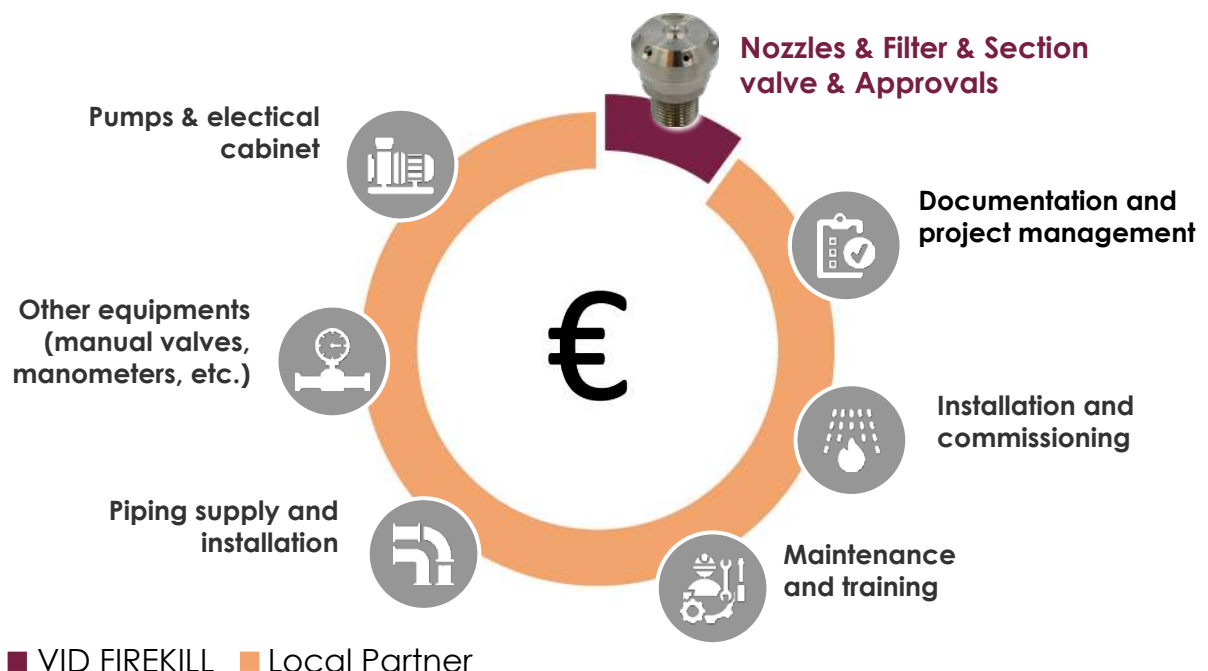 Nozzles & Filter & Section
valve & Approvals
Pumps & electical
cabinet
Documentation and
project management
Other equipments
(manual valves,
manometers, etc.)
€
Installation and
commissioning
Piping supply and
installation
Maintenance
and training
VID FIREKILL Local Partner